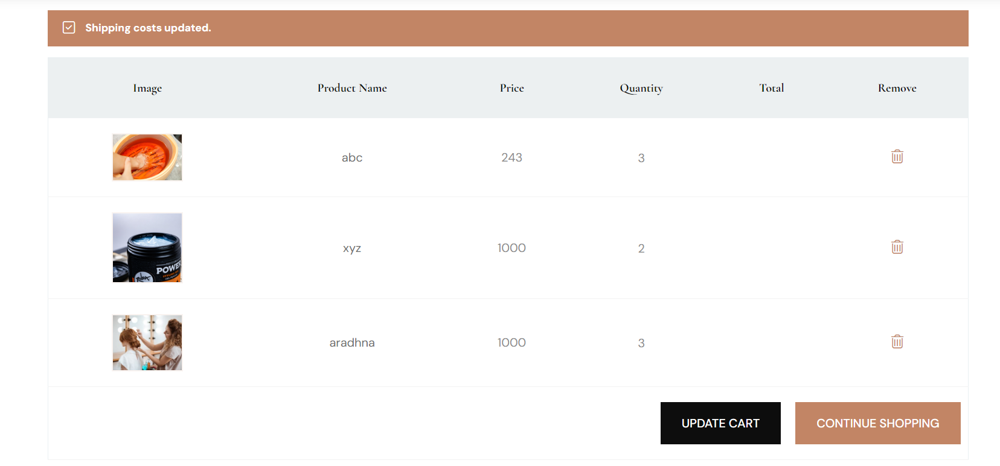 Shipping costs updated.
Image Product Name Price Quantity Total Remove
abc 243 3
POWER
xyz 1000 2
aradhna 1000 3
UPDATE CART CONTINUE SHOPPING